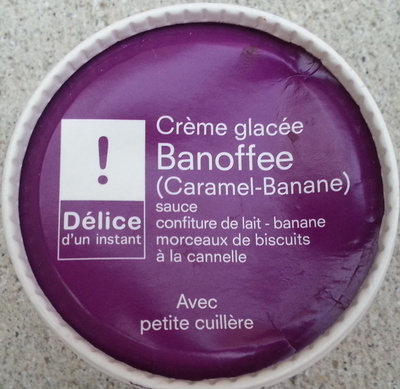 !
Délice
d'un instant
Crème glacée
Banoffee
(Caramel-Banane)
sauce
confiture de lait - banane
morceaux de biscuits
à la cannelle
Avec
petite cuillère